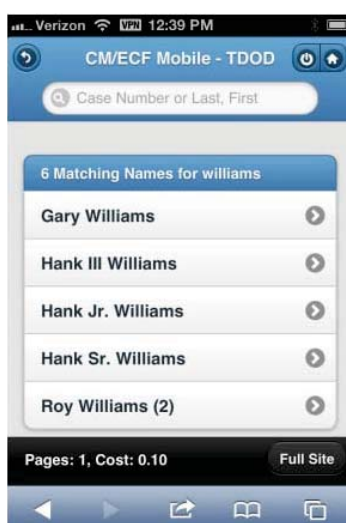 Verizon VPN 12:39 PM
CM/ECF Mobile - TDOD
Case Number or Last, First
6 Matching Names for williams
Gary Williams
Hank III Williams
Hank Jr. Williams
Hank Sr. Williams
Roy Williams (2)
Pages: 1, Cost: 0.10 Full Site